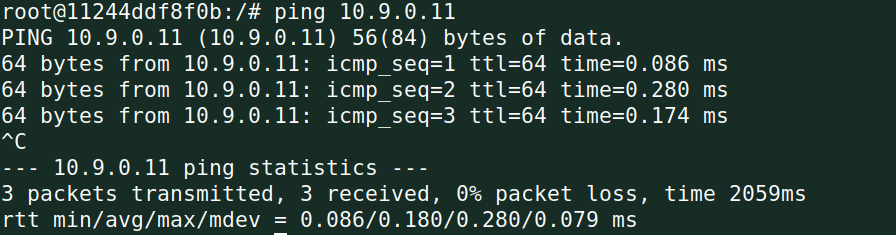 root@11244ddf8f0b:/# ping 10.9.0.11
PING 10.9.0.11 (10.9.0.11) 56(84) bytes of data.
64 bytes from 10.9.0.11: icmp_seq=1 ttl=64 time=0.086 ms
64 bytes from 10.9.0.11: icmp_seq=2 ttl=64 time=0.280 ms
64 bytes from 10.9.0.11: icmp_seq=3 ttl=64 time=0.174 ms
^C
--- 10.9.0.11 ping statistics ---
3 packets transmitted, 3 received, 0% packet loss, time 2059ms
rtt min/avg/max/mdev = 0.086/0.180/0.280/0.079 ms